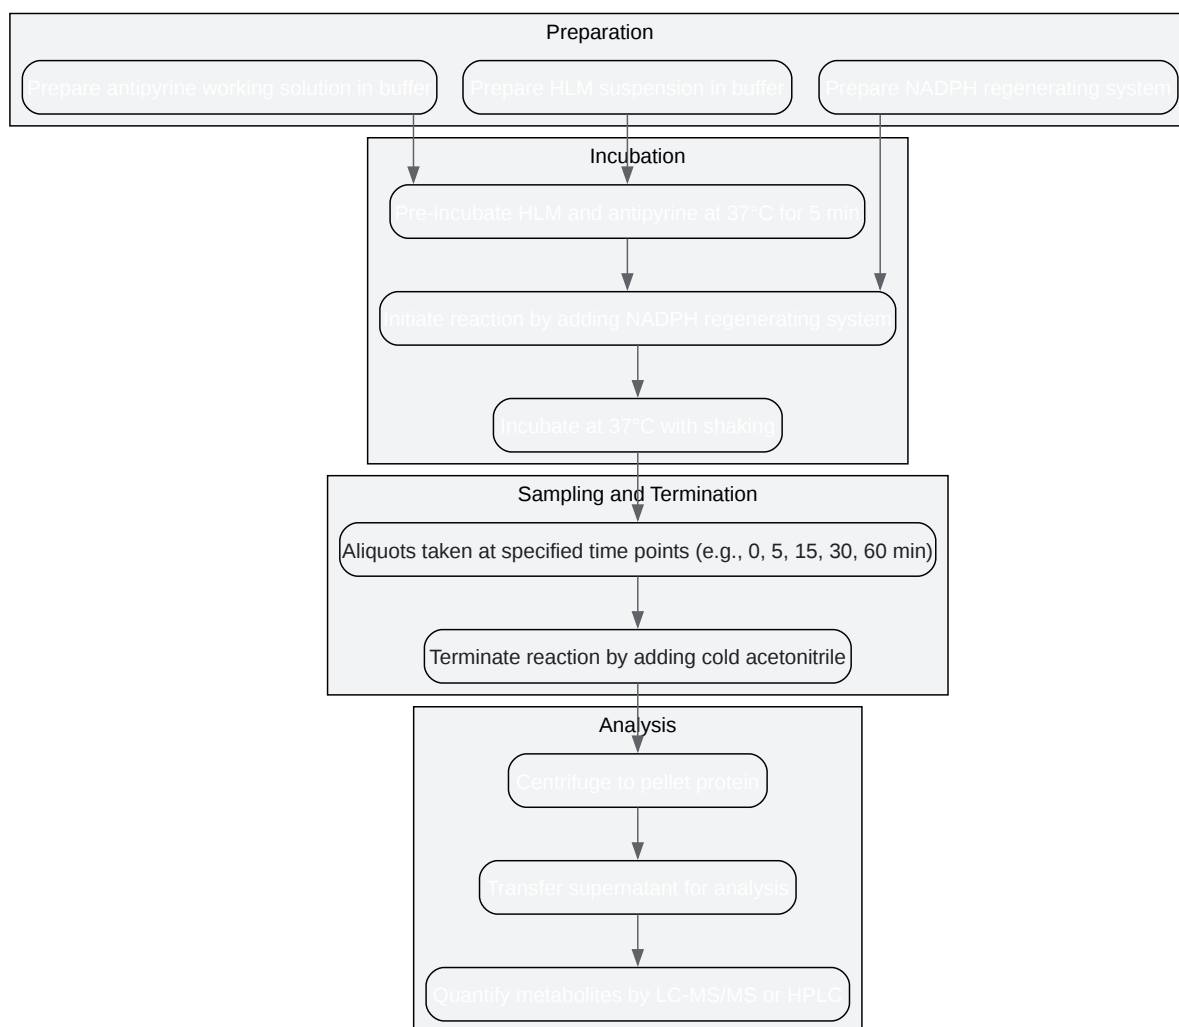 Preparation
Prepare antipyrine working solution in buffer
Prepare HLM suspension in buffer
Prepare NADPH regenerating system
Incubation
Pre-incubate HLM and antipyrine at 37°C for 5 min
Initiate reaction by adding NADPH regenerating system
Incubate at 37°C with shaking
Sampling and Termination
Aliquots taken at specified time points (e.g., 0, 5, 15, 30, 60 min)
Terminate reaction by adding cold acetonitrile
Analysis
Centrifuge to pellet protein
Transfer supernatant for analysis
Quantify metabolites by LC-MS/MS or HPLC